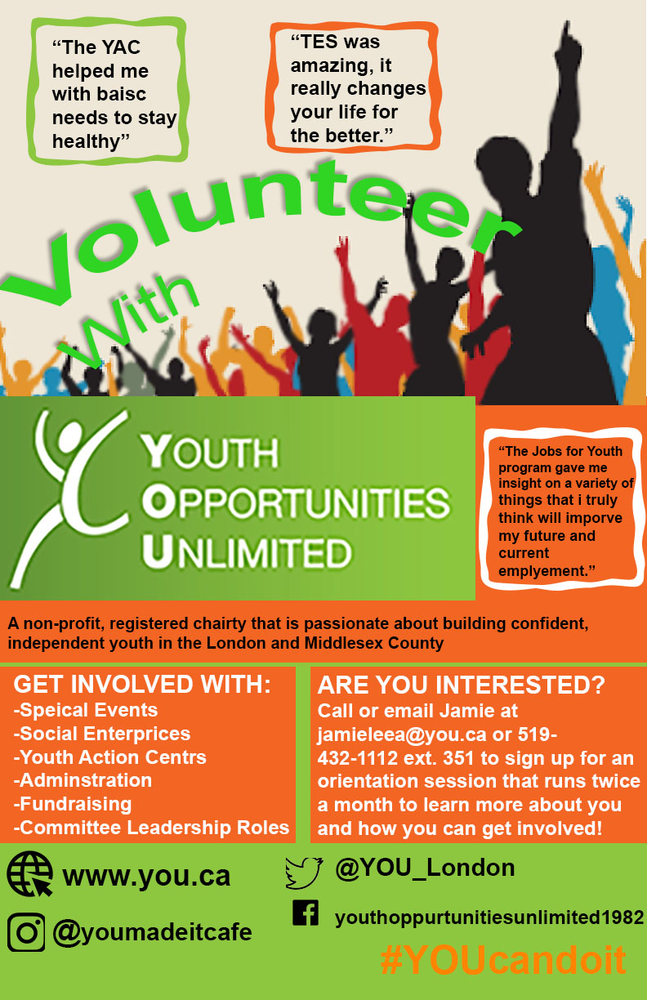 “The YAC
helped me
with baisc
needs to stay
healthy”
“TES was
amazing, it
really changes
your life for
the better.”
Volunteer
With
YOUTH
OPPORTUNITIES
UNLIMITED
“The Jobs for Youth
program gave me
insight on a variety of
things that i truly
think will imporve
my future and
current
emplyement.”
A non-profit, registered chairty that is passionate about building confident,
independent youth in the London and Middlesex County
GET INVOLVED WITH:
-Speical Events
-Social Enterprices
-Youth Action Centrs
-Adminstration
-Fundraising
-Committee Leadership Roles
ARE YOU INTERESTED?
Call or email Jamie at
jamieleea@you.ca or 519-
432-1112 ext. 351 to sign up for an
orientation session that runs twice
a month to learn more about you
and how you can get involved!
www.you.ca
@YOU_London
@youmadeitcafe
youthoppurtunitiesunlimited1982
#YOUcandoit